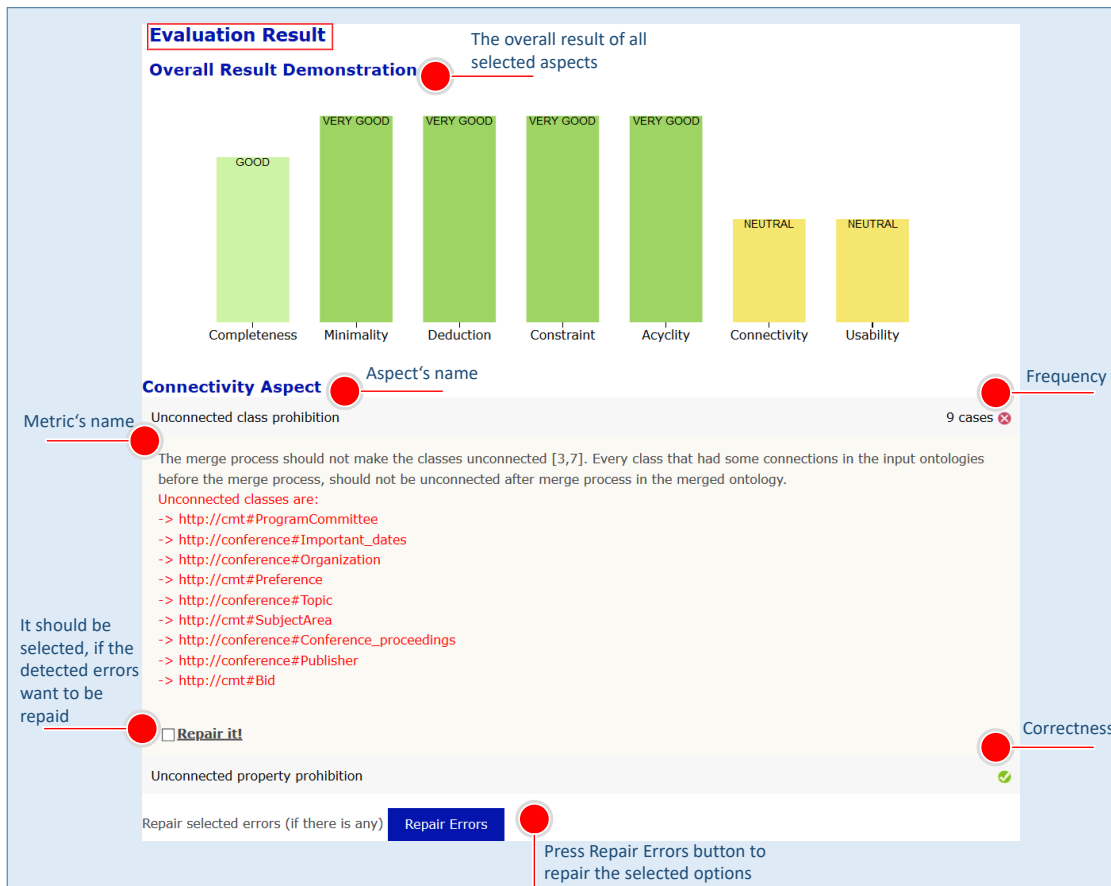 Evaluation Result
The overall result of all
selected aspects
Overall Result Demonstration
GOOD
VERY GOOD
VERY GOOD
VERY GOOD
VERY GOOD
NEUTRAL
NEUTRAL
Completeness
Minimality
Deduction
Constraint
Acyclity
Connectivity
Usability
Aspect's name
Connectivity Aspect
Frequency
Metric's name
Unconnected class prohibition
9 cases
The merge process should not make the classes unconnected [3,7]. Every class that had some connections in the input ontologies
before the merge process, should not be unconnected after merge process in the merged ontology.
Unconnected classes are:
-> http://cmt#ProgramCommittee
-> http://conference#Important_dates
-> http://conference#Organization
-> http://cmt#Preference
-> http://conference#Topic
-> http://cmt#SubjectArea
-> http://conference#Conference_proceedings
-> http://conference#Publisher
-> http://cmt#Bid
It should be
selected, if the
detected errors
want to be
repaid
Repair it!
Correctness
Unconnected property prohibition
Repair selected errors (if there is any)
Repair Errors
Press Repair Errors button to
repair the selected options